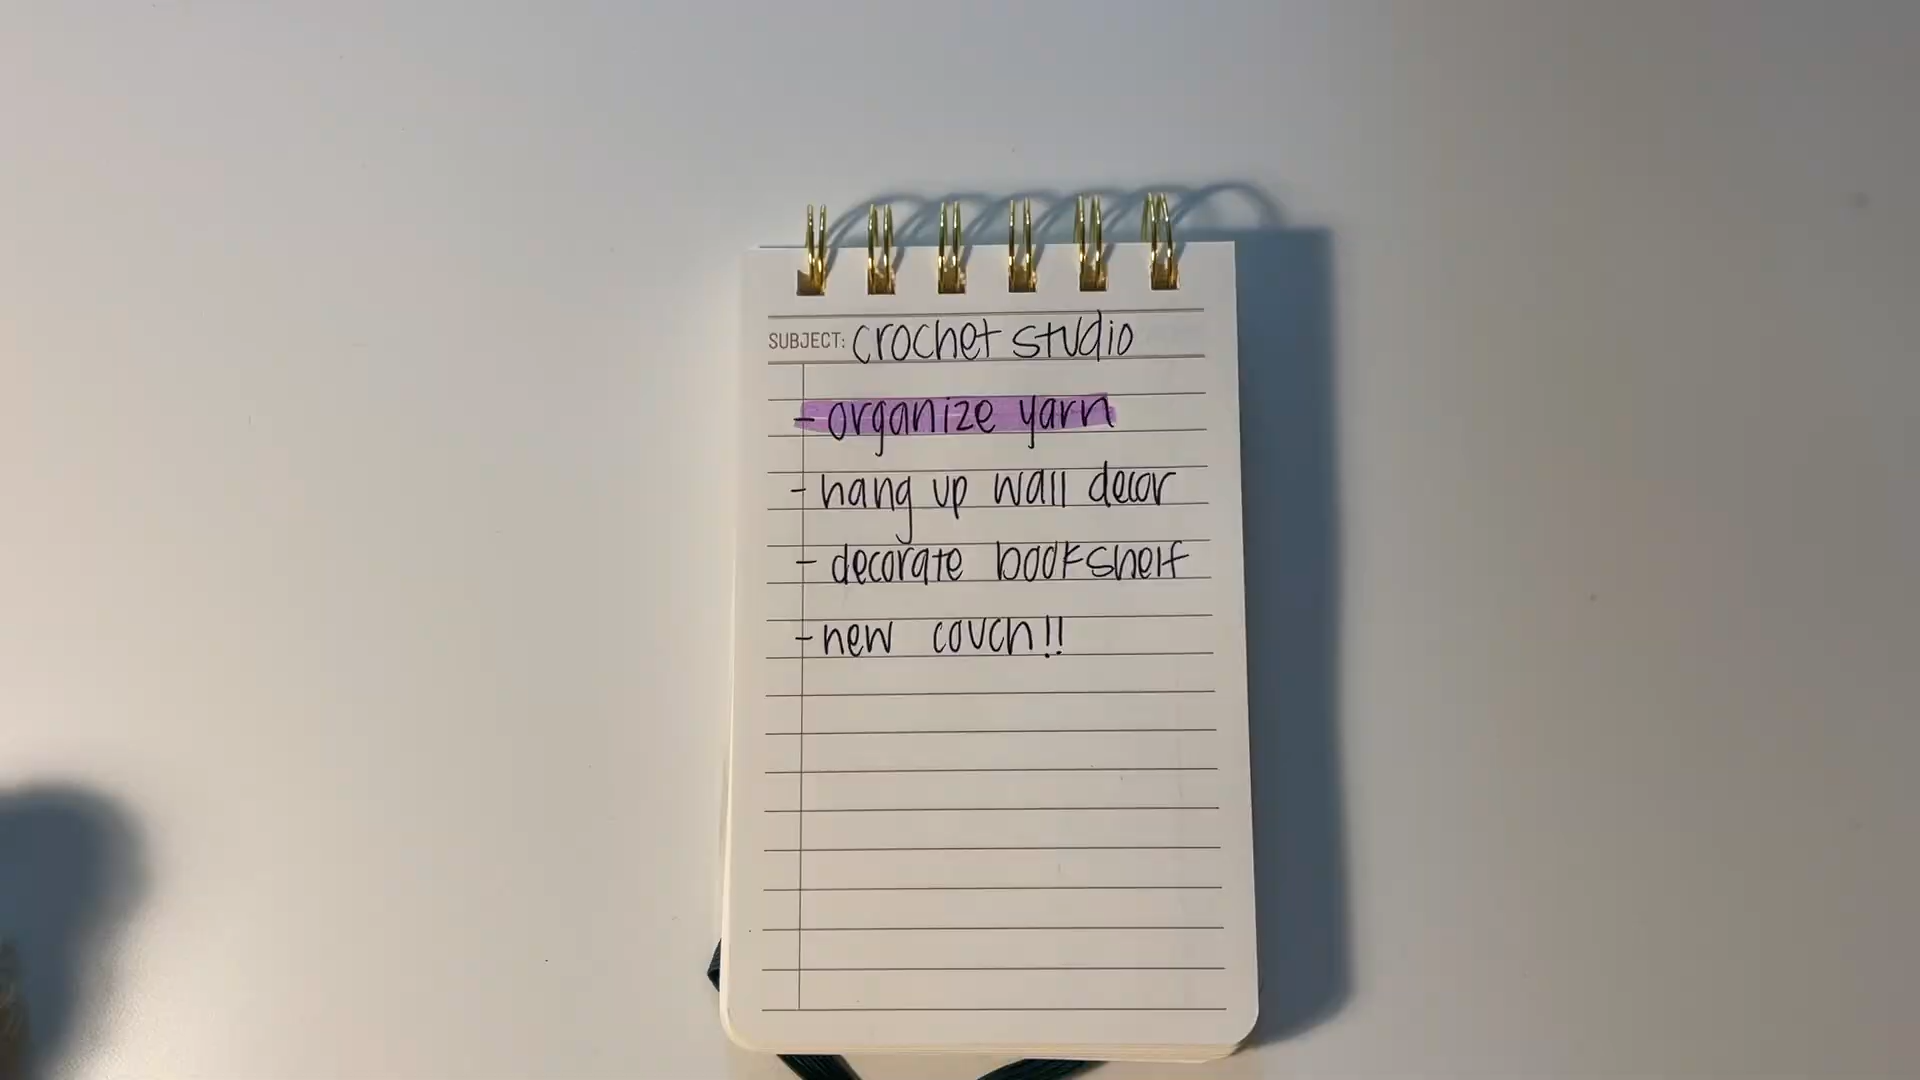 SUBJECT: crochet studio
- organize yarn
- hang up wall decor
- decorate bookshelf
- new couch!!